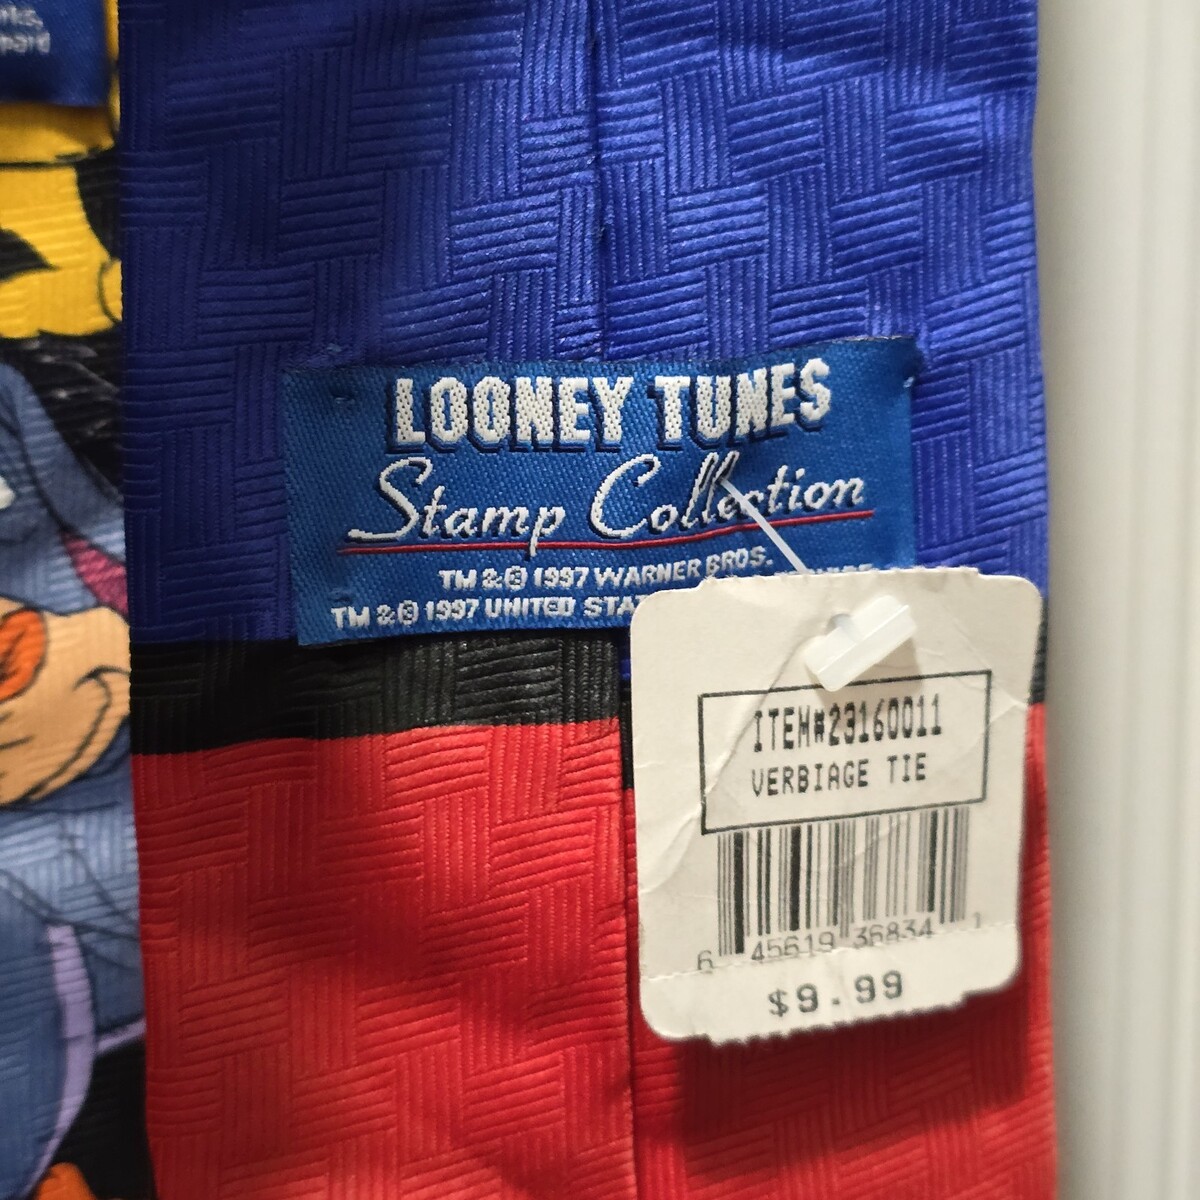 LOONEY TUNES
Stamp Collection
TM & © 1997 WARNER BROS.
TM & © 1997 UNITED
ITEM#23160011
VERBIAGE TIE
6 45619 36834 1
$9.99